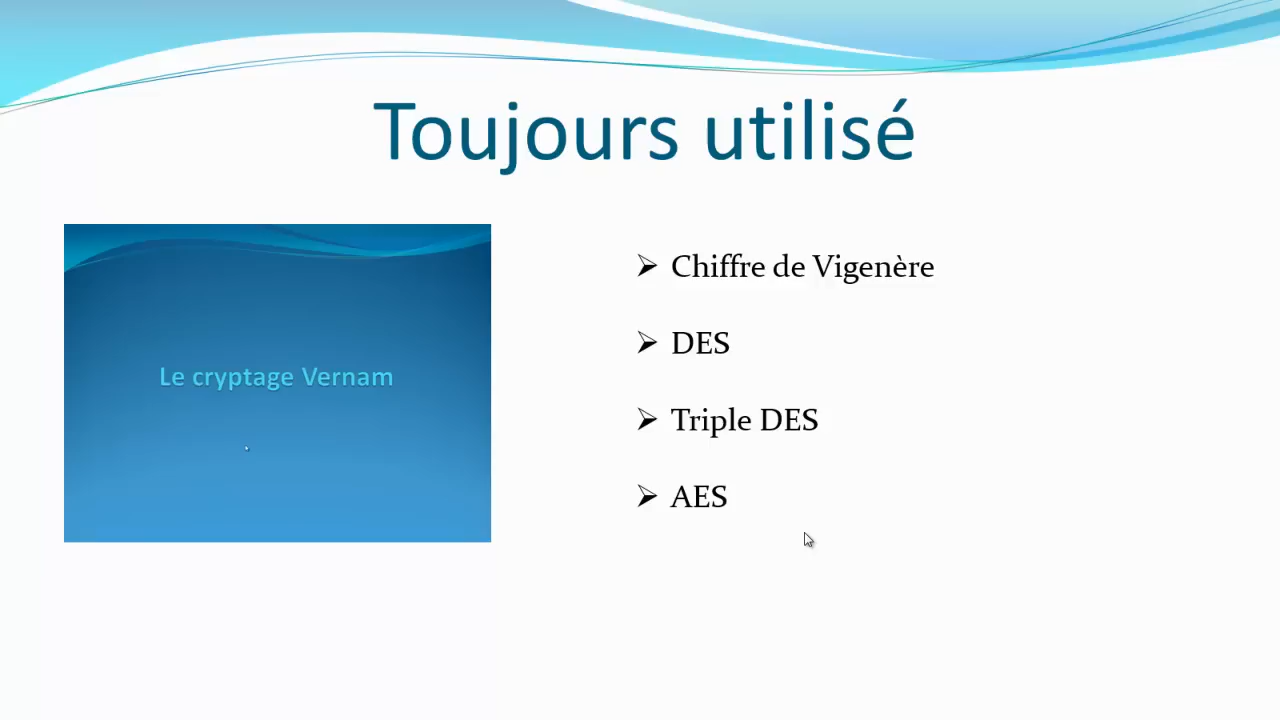 Toujours utilisé
Le cryptage Vernam
Chiffre de Vigenère
DES
Triple DES
AES